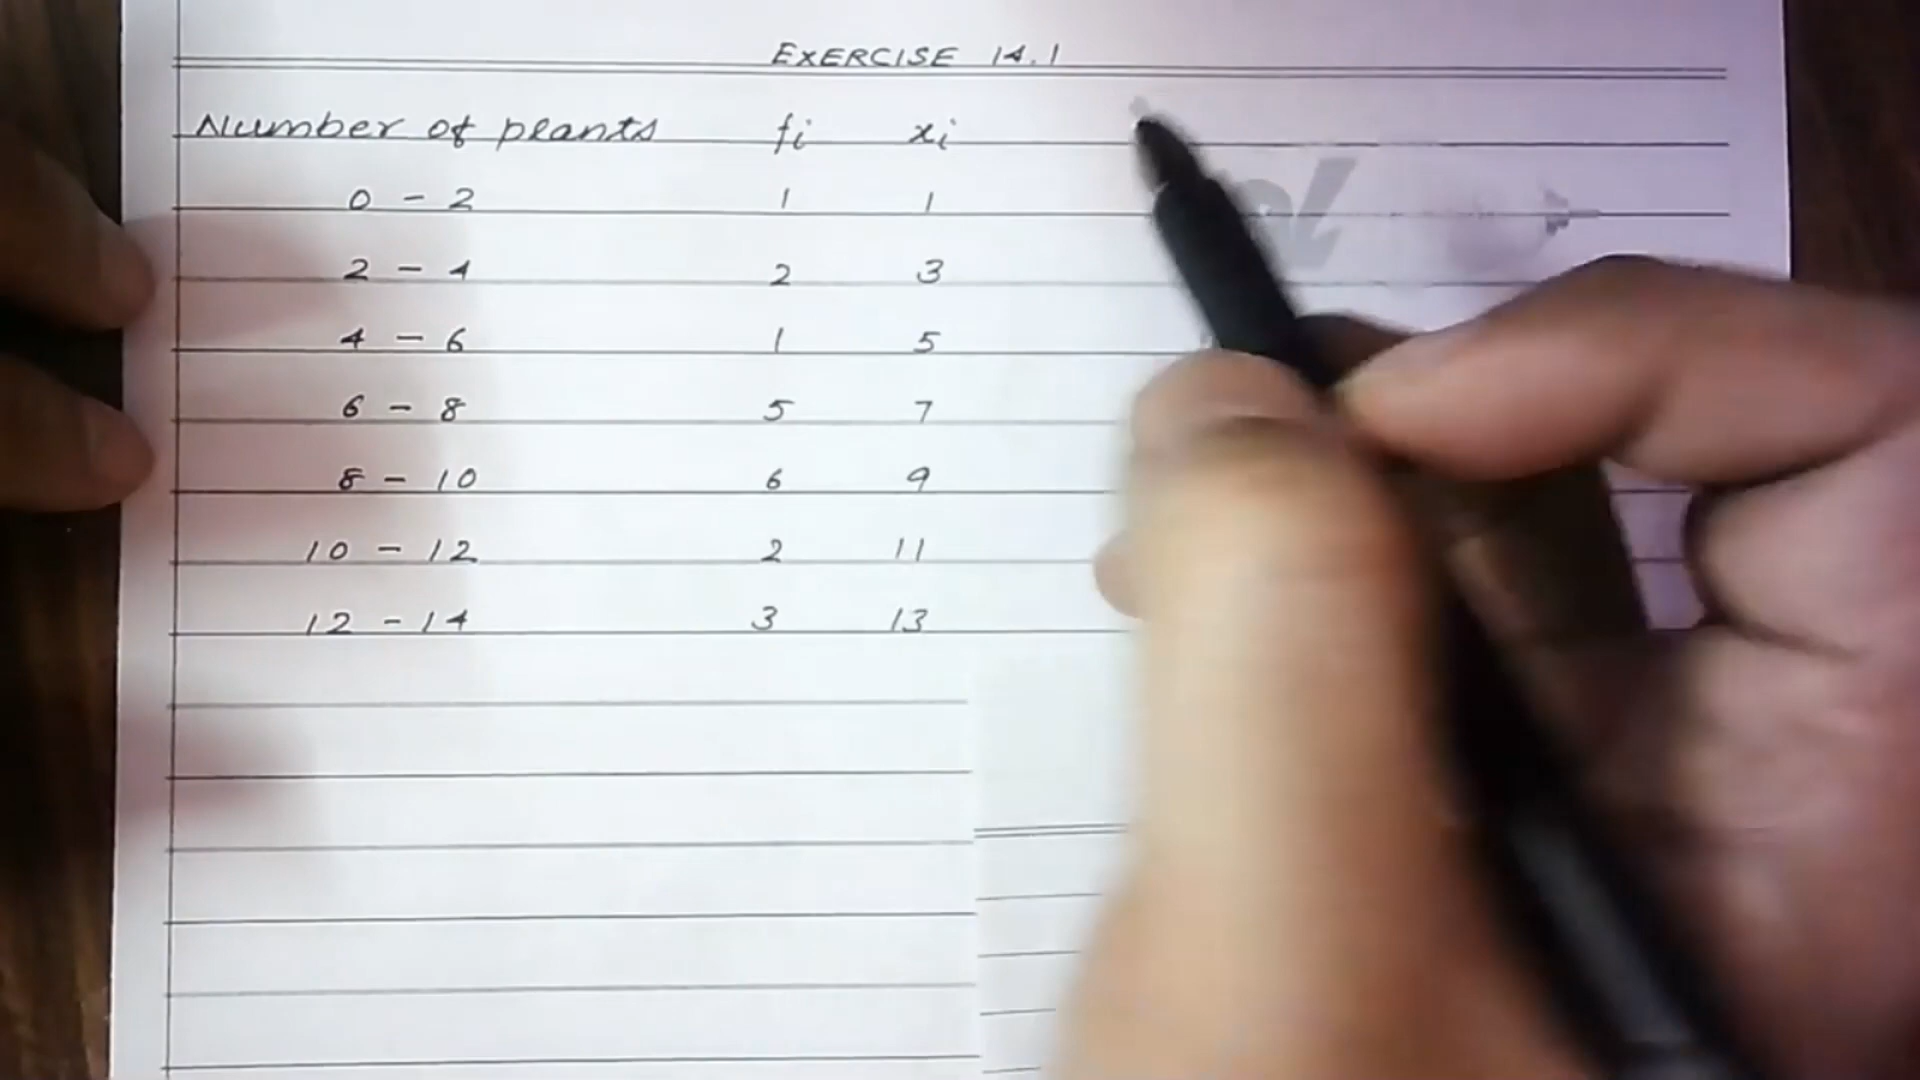 EXERCISE 14.1
Number of plants fi xi
0 - 2 1 1
2 - 4 2 3
4 - 6 1 5
6 - 8 5 7
8 - 10 6 9
10 - 12 2 11
12 - 14 3 13